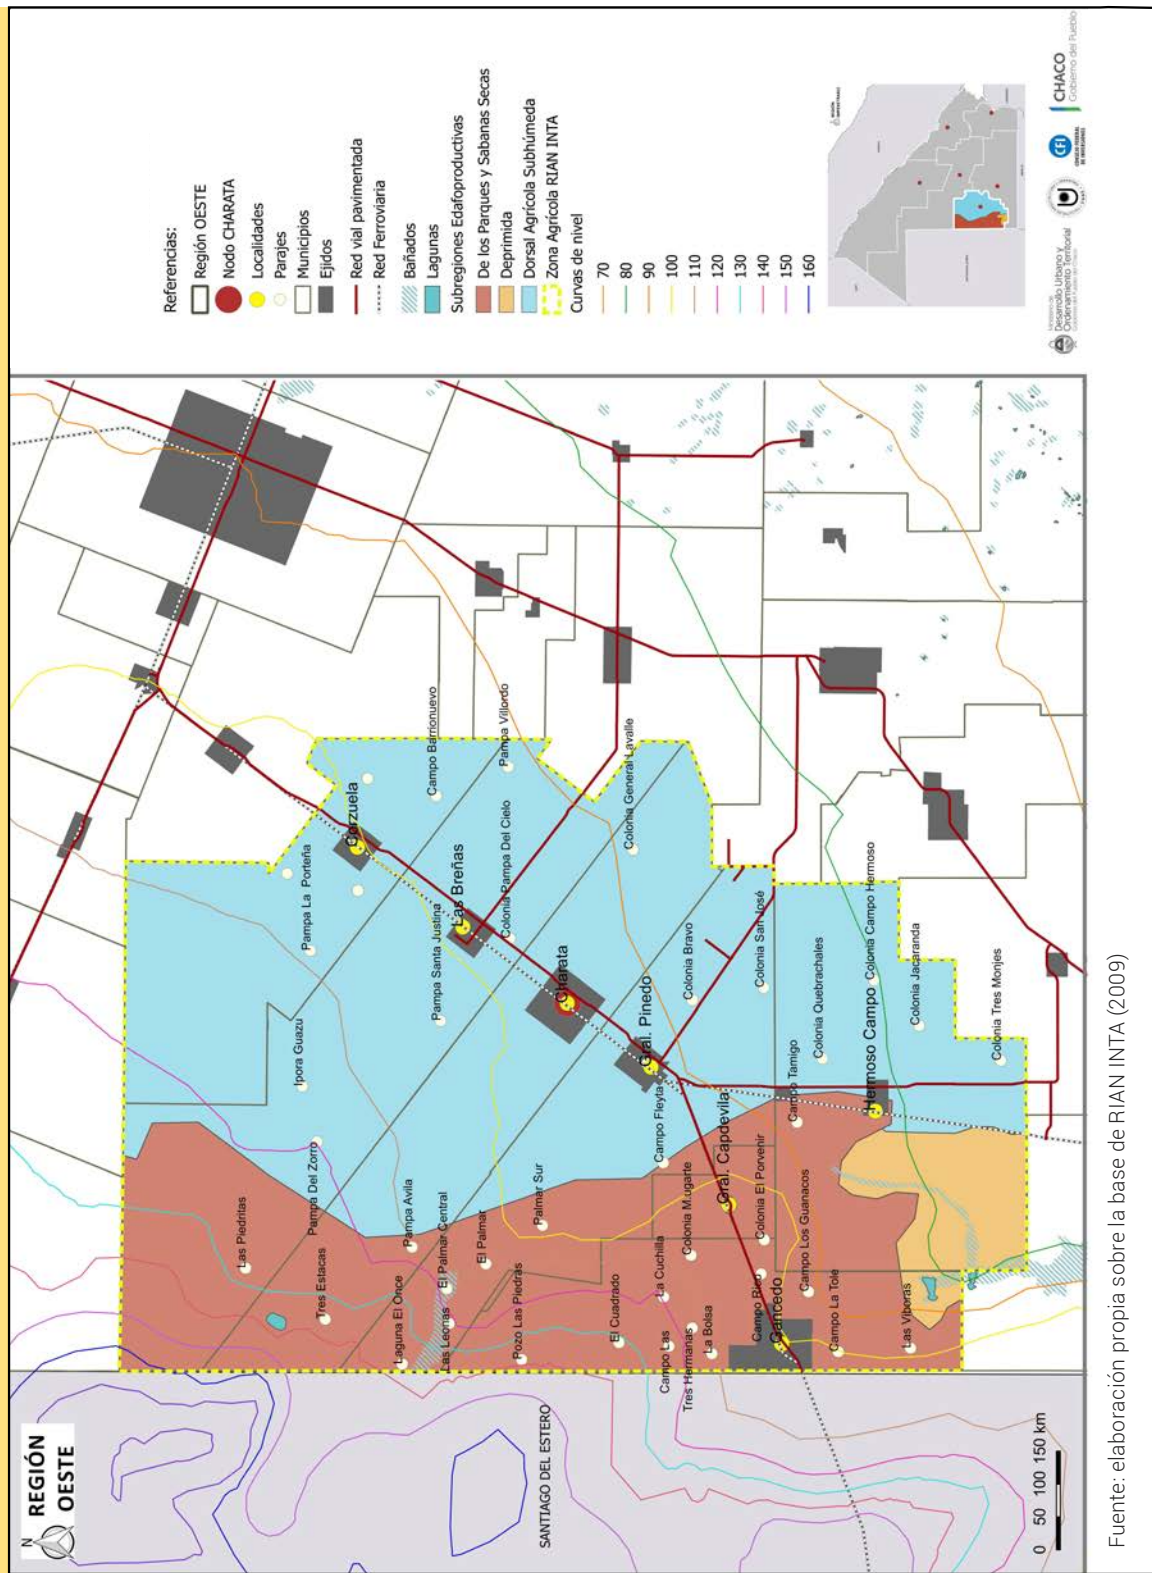 N
REGIÓN
OESTE
SANTIAGO DEL ESTERO
0 50 100 150 km
Las Piedritas
Tres Estacas
Pampa Del Zorro
Ipora Guazu
Pampa La Porteña
Corzuela
Campo Barrionuevo
Pampa Villordo
Laguna El Once
Pampa Avila
Las Leonas
El Palmar Central
El Palmar
Palmar Sur
Pozo Las Piedras
Pampa Santa Justina
Las Breñas
Colonia Pampa Del Cielo
Charata
Colonia General Lavalle
El Cuadrado
Campo Las
Tres Hermanas
La Cuchilla
La Bolsa
Colonia M.ugarte
Campo Fleyta
Gral. Pinedo
Colonia Bravo
Gral. Capdevila
Colonia El Porvenir
Campo Rico
Gancedo
Colonia San José
Campo Los Guanacos
Campo Tamigo
Colonia Quebrachales
Campo La Tole
Hermoso Campo
Colonia Campo Hermoso
Las Viboras
Colonia Jacaranda
Colonia Tres Monjes
Referencias:
Región OESTE
Nodo CHARATA
Localidades
Parajes
Municipios
Ejidos
Red vial pavimentada
Red Ferroviaria
Bañados
Lagunas
Subregiones Edafoproductivas
De los Parques y Sabanas Secas
Deprimida
Dorsal Agrícola Subhúmeda
Zona Agrícola RIAN INTA
Curvas de nivel
70
80
90
100
110
120
130
140
150
160
Desarrollo Urbano y
Ordenamiento Territorial
CFI
CONSEJO FEDERAL
DE INVERSIONES
CHACO
Gobierno del Pueblo
Fuente: elaboración propia sobre la base de RIAN INTA (2009)